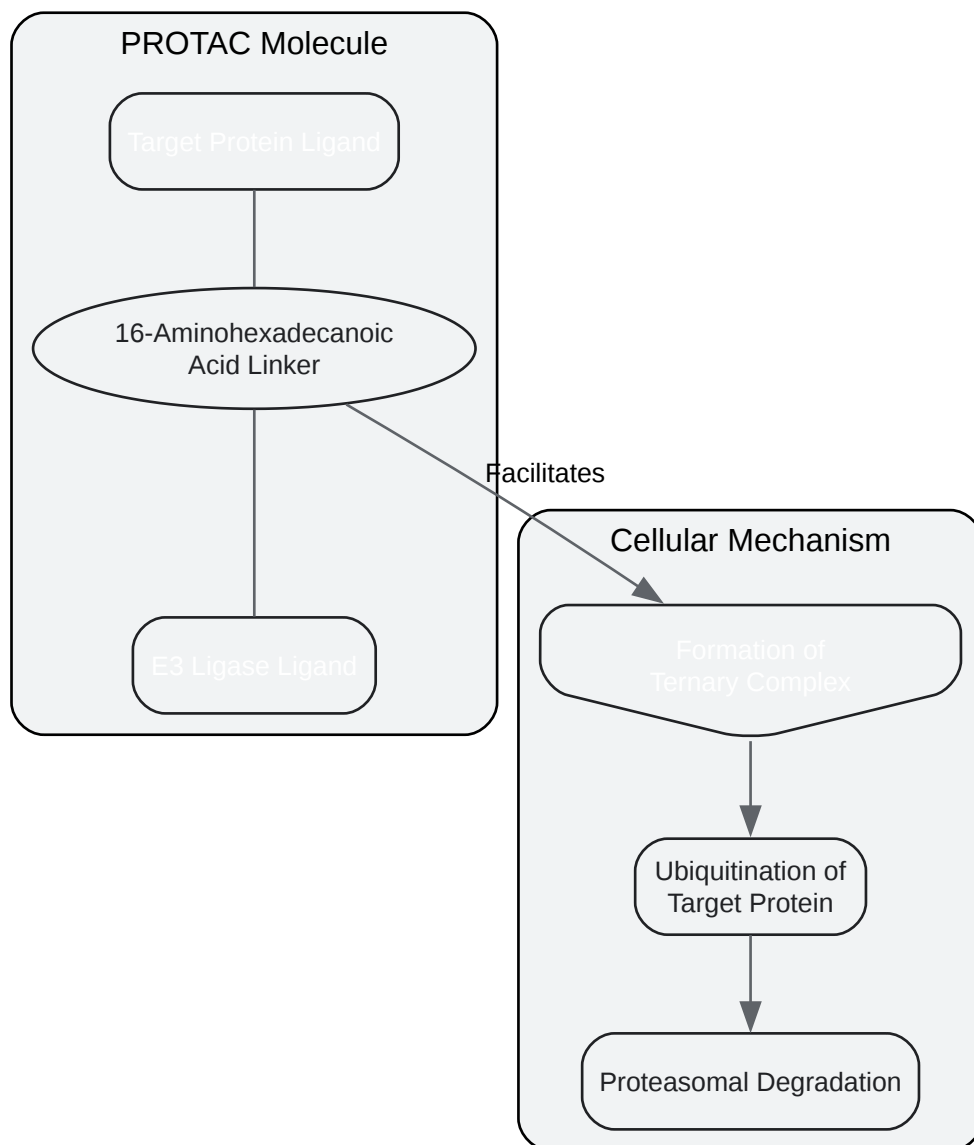 PROTAC Molecule
Target Protein Ligand
16-Aminohexadecanoic
Acid Linker
E3 Ligase Ligand
Facilitates
Cellular Mechanism
Formation of
Ternary Complex
Ubiquitination of
Target Protein
Proteasomal Degradation